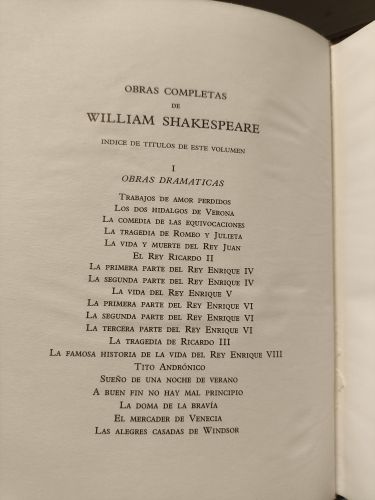 OBRAS COMPLETAS
DE
WILLIAM SHAKESPEARE
INDICE DE TITULOS DE ESTE VOLUMEN
I
OBRAS DRAMATICAS
TRABAJOS DE AMOR PERDIDOS
LOS DOS HIDALGOS DE VERONA
LA COMEDIA DE LAS EQUIVOCACIONES
LA TRAGEDIA DE ROMEO Y JULIETA
LA VIDA Y MUERTE DEL REY JUAN
EL REY RICARDO II
LA PRIMERA PARTE DEL REY ENRIQUE IV
LA SEGUNDA PARTE DEL REY ENRIQUE IV
LA VIDA DEL REY ENRIQUE V
LA PRIMERA PARTE DEL REY ENRIQUE VI
LA SEGUNDA PARTE DEL REY ENRIQUE VI
LA TERCERA PARTE DEL REY ENRIQUE VI
LA TRAGEDIA DE RICARDO III
LA FAMOSA HISTORIA DE LA VIDA DEL REY ENRIQUE VIII
TITO ANDRÓNICO
SUEÑO DE UNA NOCHE DE VERANO
A BUEN FIN NO HAY MAL PRINCIPIO
LA DOMA DE LA BRAVÍA
EL MERCADER DE VENECIA
LAS ALEGRES CASADAS DE WINDSOR